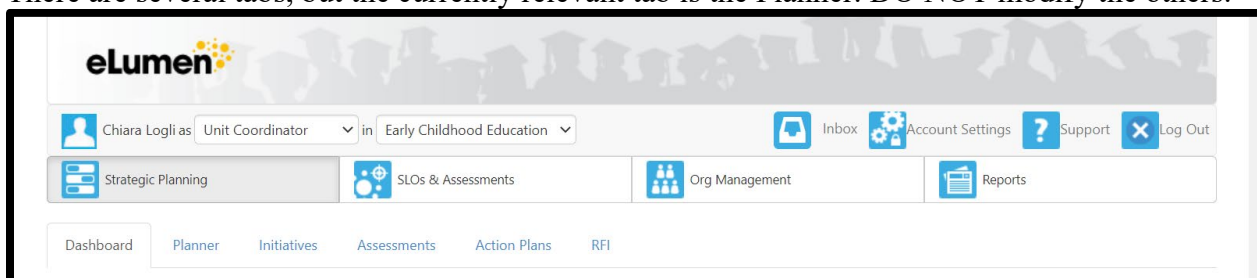 There are several tabs, but the currently relevant tab is the Planner. DO NOT modify the others.
eLumen
Chiara Logli as Unit Coordinator in Early Childhood Education Inbox Account Settings Support Log Out
Strategic Planning SLOs & Assessments Org Management Reports
Dashboard Planner Initiatives Assessments Action Plans RFI